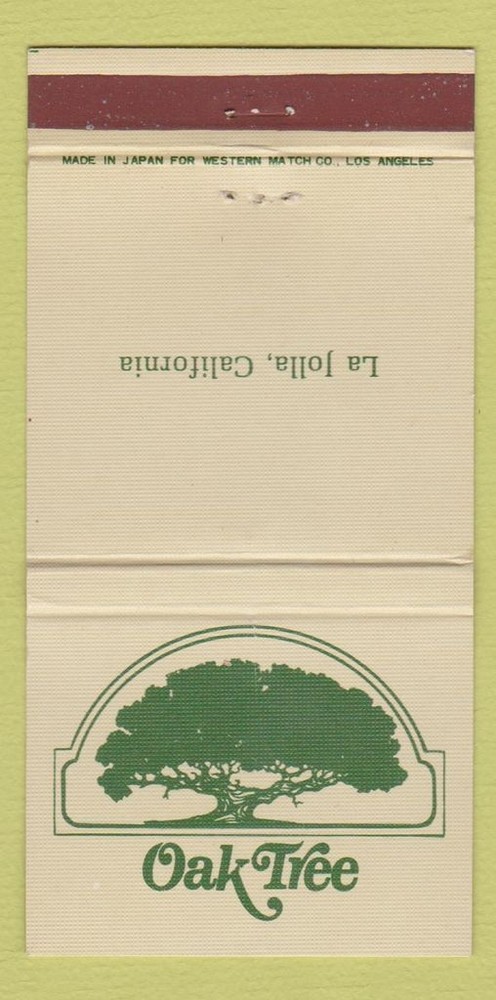 MADE IN JAPAN FOR WESTERN MATCH CO., LOS ANGELES
La Jolla, California
Oak Tree